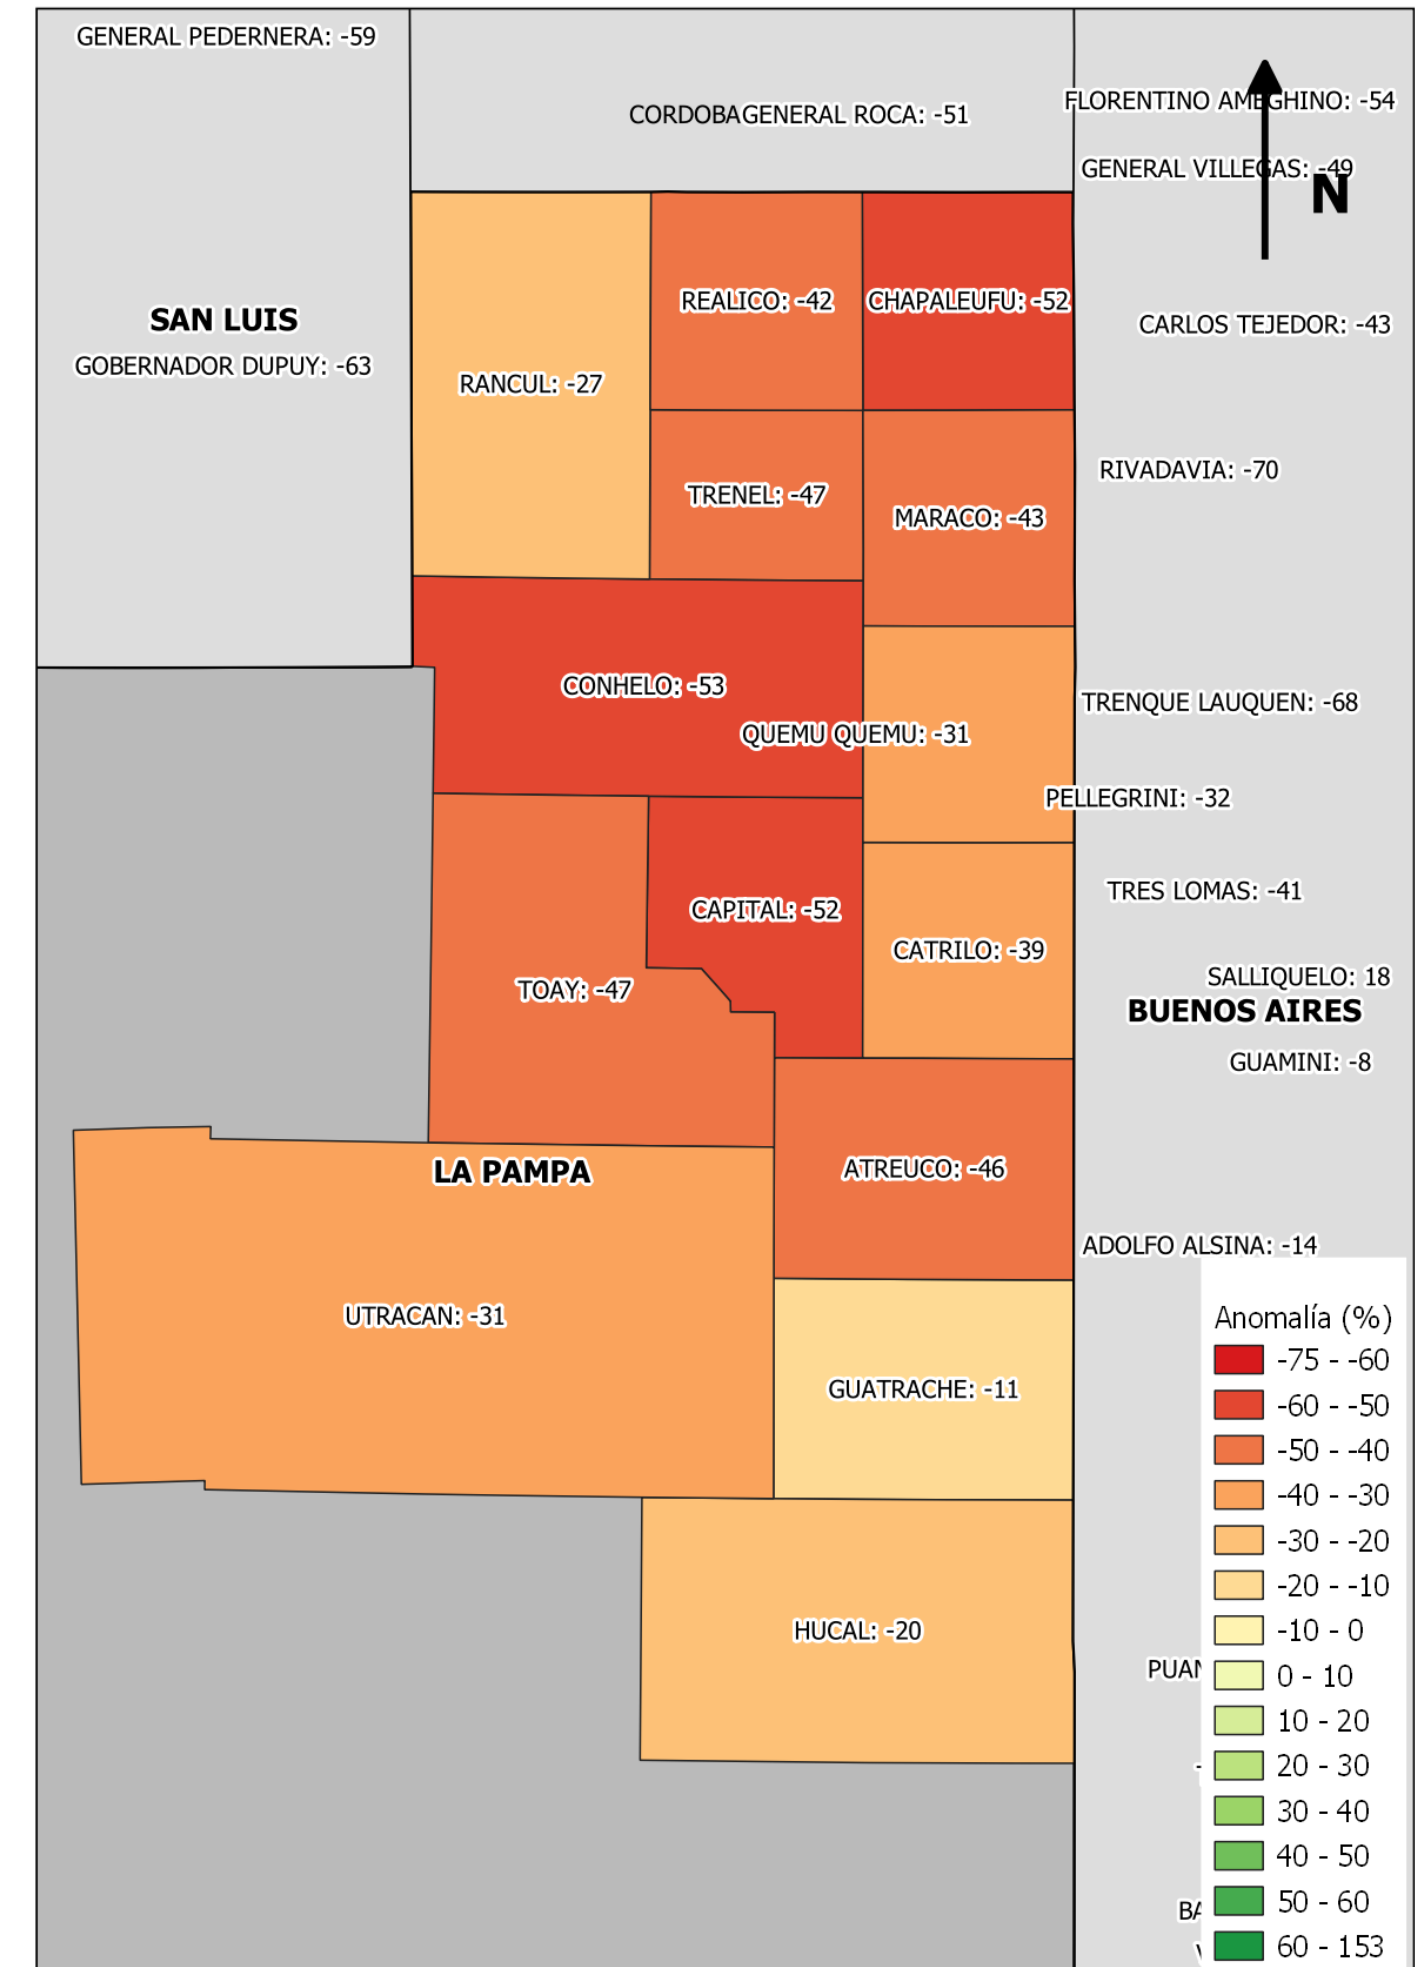 GENERAL PEDERNERA: -59
FLORENTINO AMEGHINO: -54
CORDOBA
GENERAL ROCA: -51
GENERAL VILLEGAS: -49
N
REALICO: -42
CHAPALEUFU: -52
SAN LUIS
CARLOS TEJEDOR: -43
GOBERNADOR DUPUY: -63
RANCUL: -27
RIVADAVIA: -70
TRENEL: -47
MARACO: -43
CONHELO: -53
TRENQUE LAUQUEN: -68
QUEMU QUEMU: -31
PELLEGRINI: -32
TRES LOMAS: -41
CAPITAL: -52
CATRILO: -39
SALLIQUELO: 18
TOAY: -47
BUENOS AIRES
GUAMINI: -8
ATREUCO: -46
LA PAMPA
ADOLFO ALSINA: -14
UTRACAN: -31
GUATRACHE: -11
HUCAL: -20
PUAN
BA
Anomalía (%)
-75 - -60
-60 - -50
-50 - -40
-40 - -30
-30 - -20
-20 - -10
-10 - 0
0 - 10
10 - 20
20 - 30
30 - 40
40 - 50
50 - 60
60 - 153